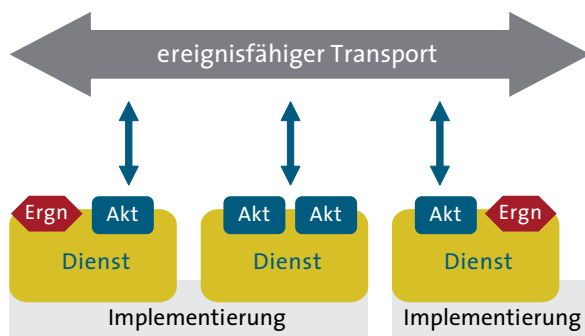 ereignisfähiger Transport
Ergn Akt Akt Akt Akt Ergn
Dienst Dienst Dienst
Implementierung Implementierung